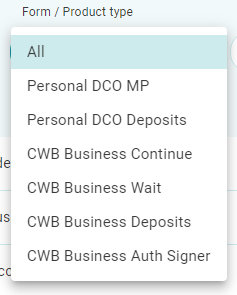 Form / Product type
All
Personal DCO MP
Personal DCO Deposits
CWB Business Continue
CWB Business Wait
CWB Business Deposits
CWB Business Auth Signer